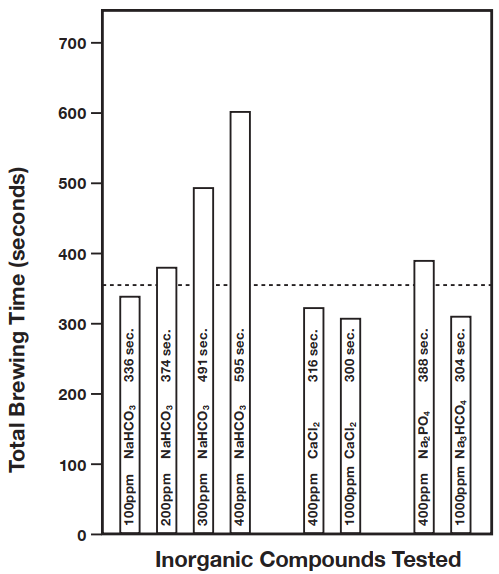 Total Brewing Time (seconds)
700
600
500
400
300
200
100
0
100ppm NaHCO₃ 336 sec.
200ppm NaHCO₃ 374 sec.
300ppm NaHCO₃ 491 sec.
400ppm NaHCO₃ 595 sec.
400ppm CaCl₂ 316 sec.
1000ppm CaCl₂ 300 sec.
400ppm Na₂PO₄ 388 sec.
1000ppm Na₃HCO₄ 304 sec.
Inorganic Compounds Tested